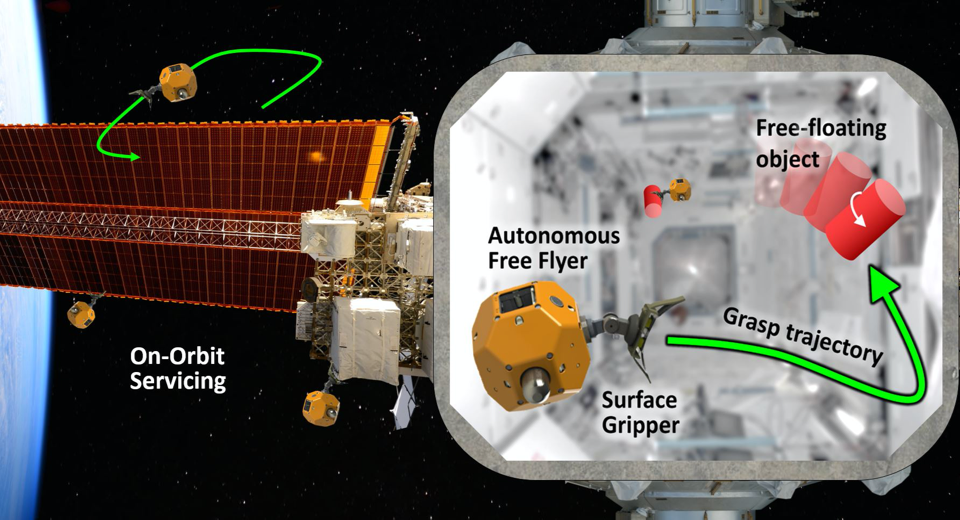 On-Orbit
Servicing
Free-floating
object
Autonomous
Free Flyer
Grasp trajectory
Surface
Gripper